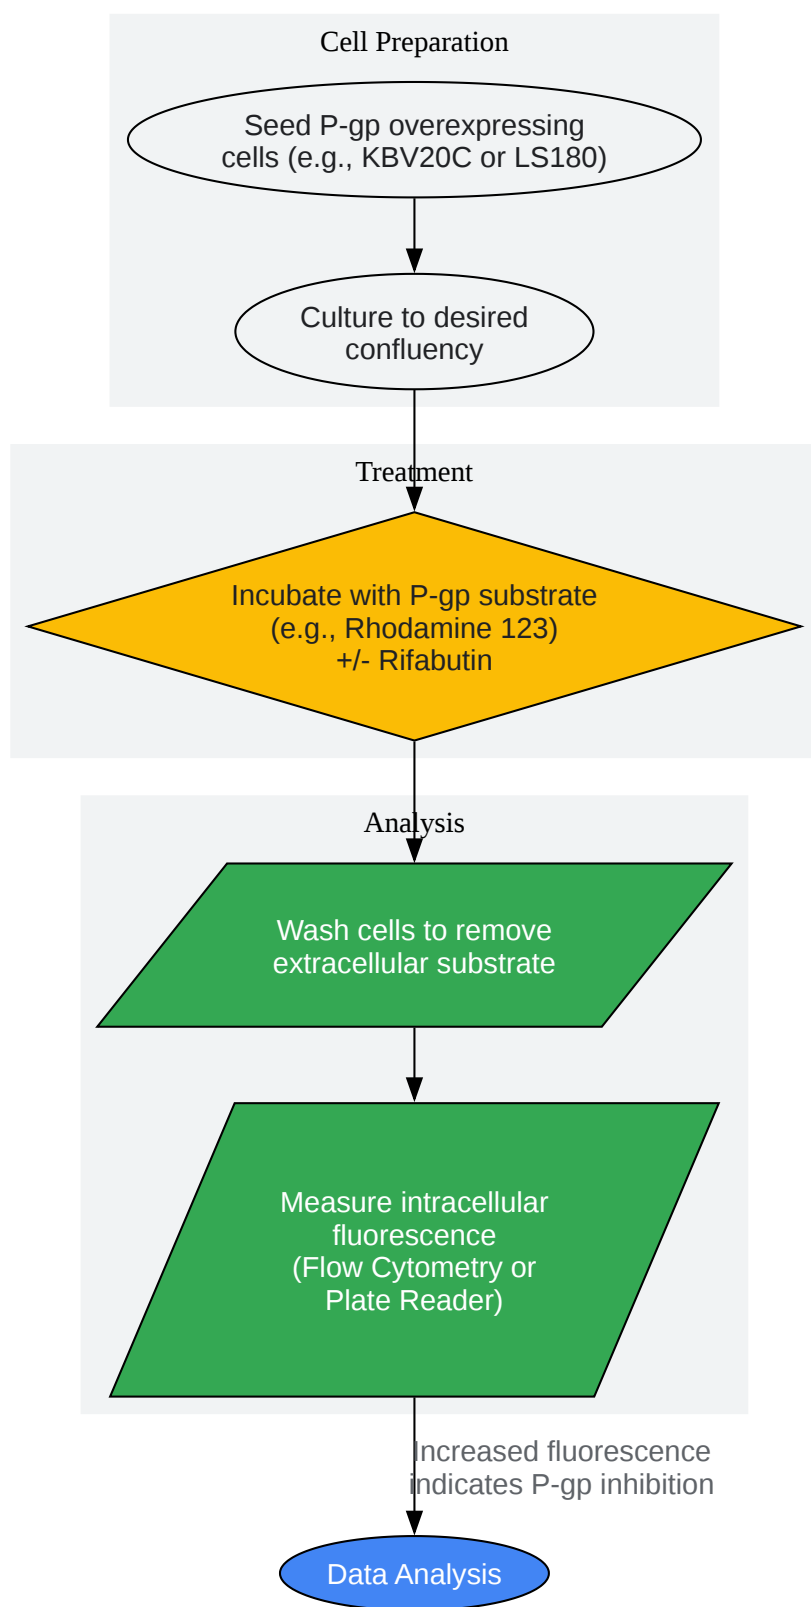 Cell Preparation
Seed P-gp overexpressing
cells (e.g., KBV20C or LS180)
Culture to desired
confluency
Treatment
Incubate with P-gp substrate
(e.g., Rhodamine 123)
+/- Rifabutin
Analysis
Wash cells to remove
extracellular substrate
Measure intracellular
fluorescence
(Flow Cytometry or
Plate Reader)
Increased fluorescence
indicates P-gp inhibition
Data Analysis